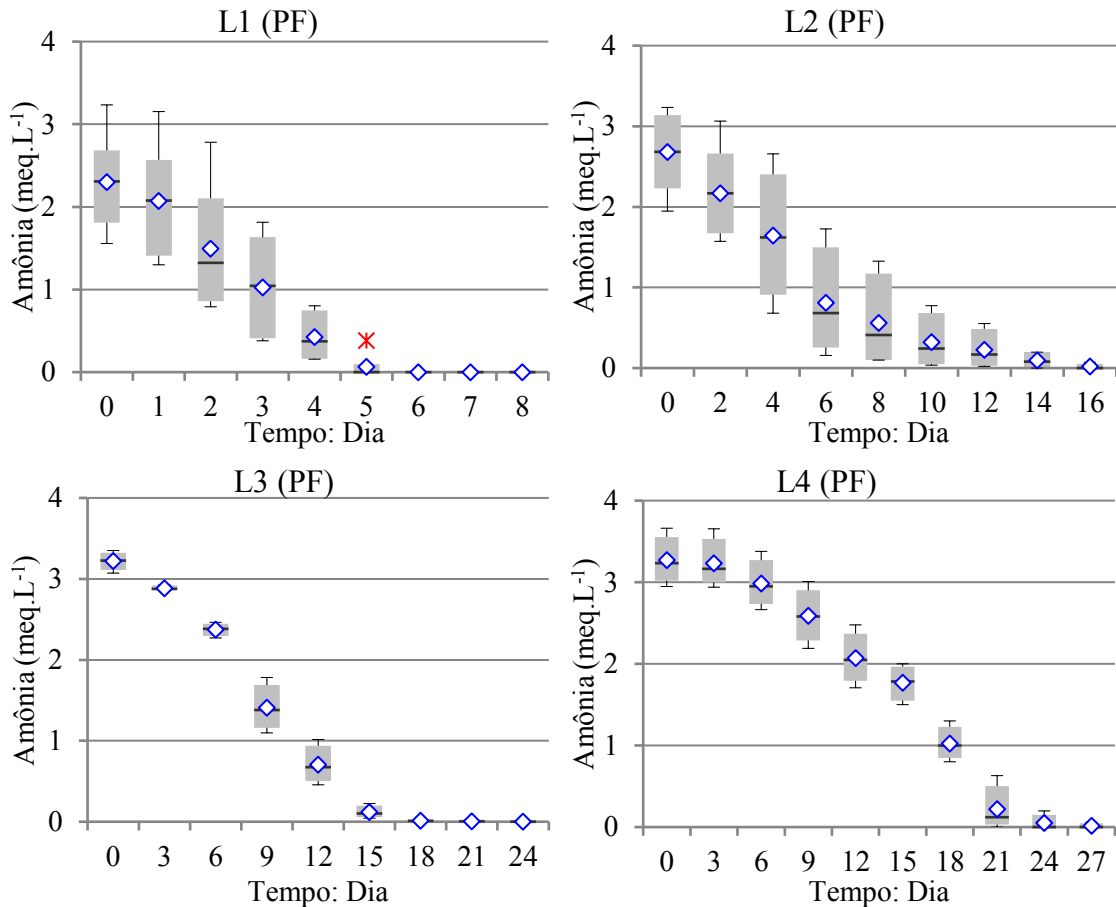 L1 (PF)
Amônia (meq.L⁻¹)
4
3
2
1
0
0 1 2 3 4 5 6 7 8
Tempo: Dia
L2 (PF)
Amônia (meq.L⁻¹)
4
3
2
1
0
0 2 4 6 8 10 12 14 16
Tempo: Dia
L3 (PF)
Amônia (meq.L⁻¹)
4
3
2
1
0
0 3 6 9 12 15 18 21 24
Tempo: Dia
L4 (PF)
Amônia (meq.L⁻¹)
4
3
2
1
0
0 3 6 9 12 15 18 21 24 27
Tempo: Dia